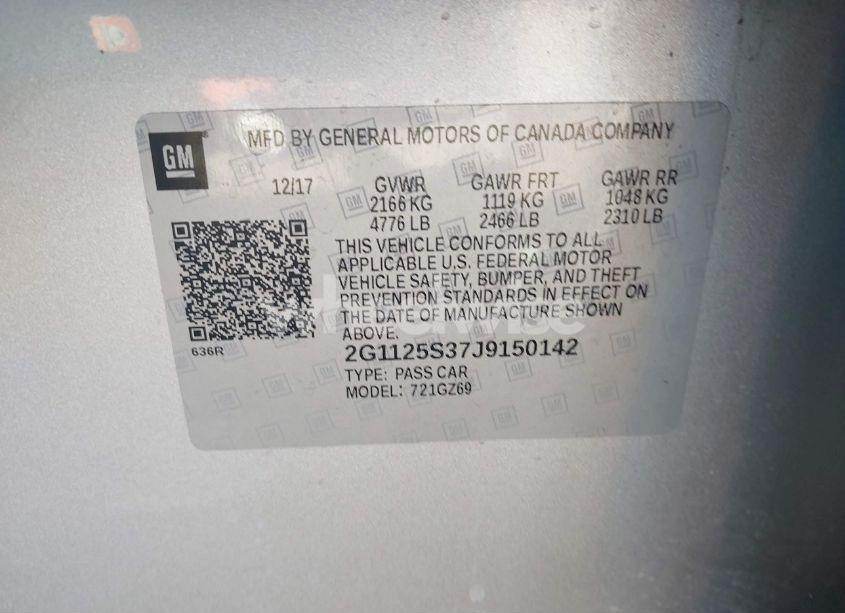 GM
MFD BY GENERAL MOTORS OF CANADA COMPANY
12/17 GVWR GAWR FRT GAWR RR
2166 KG 1119 KG 1048 KG
4776 LB 2466 LB 2310 LB
THIS VEHICLE CONFORMS TO ALL
APPLICABLE U.S. FEDERAL MOTOR
VEHICLE SAFETY, BUMPER, AND THEFT
PREVENTION STANDARDS IN EFFECT ON
THE DATE OF MANUFACTURE SHOWN
ABOVE.
636R
2G1125S37J9150142
TYPE: PASS CAR
MODEL: 721GZ69